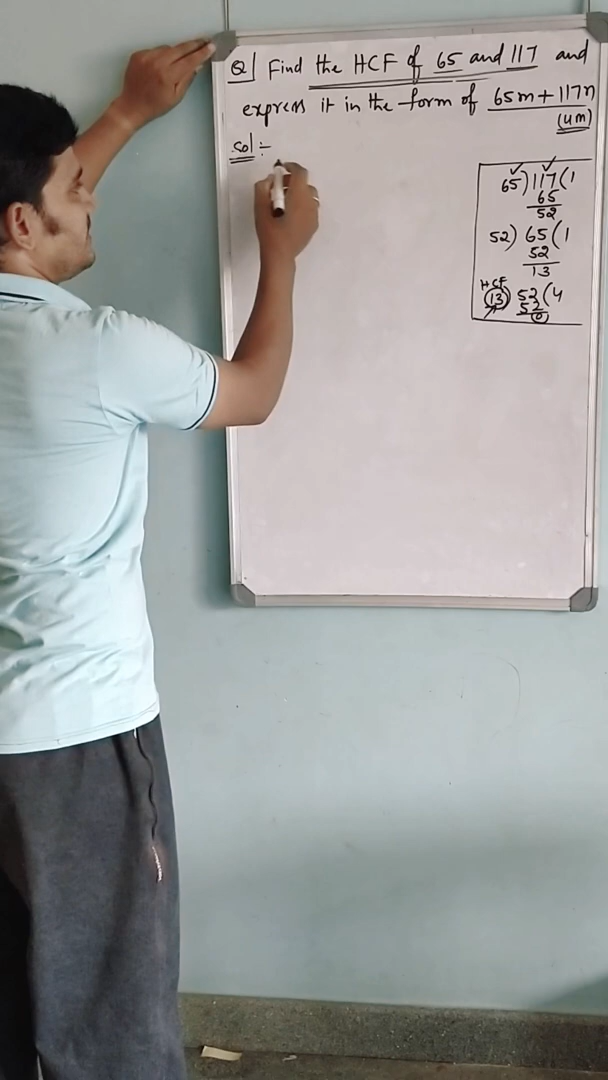 Q| Find the HCF of 65 and 117 and
express it in the form of 65m + 117n
(4m)
Sol :-
65) 117 (1
65
52
52) 65 (1
52
13
HCF
13) 52 (4
52
0